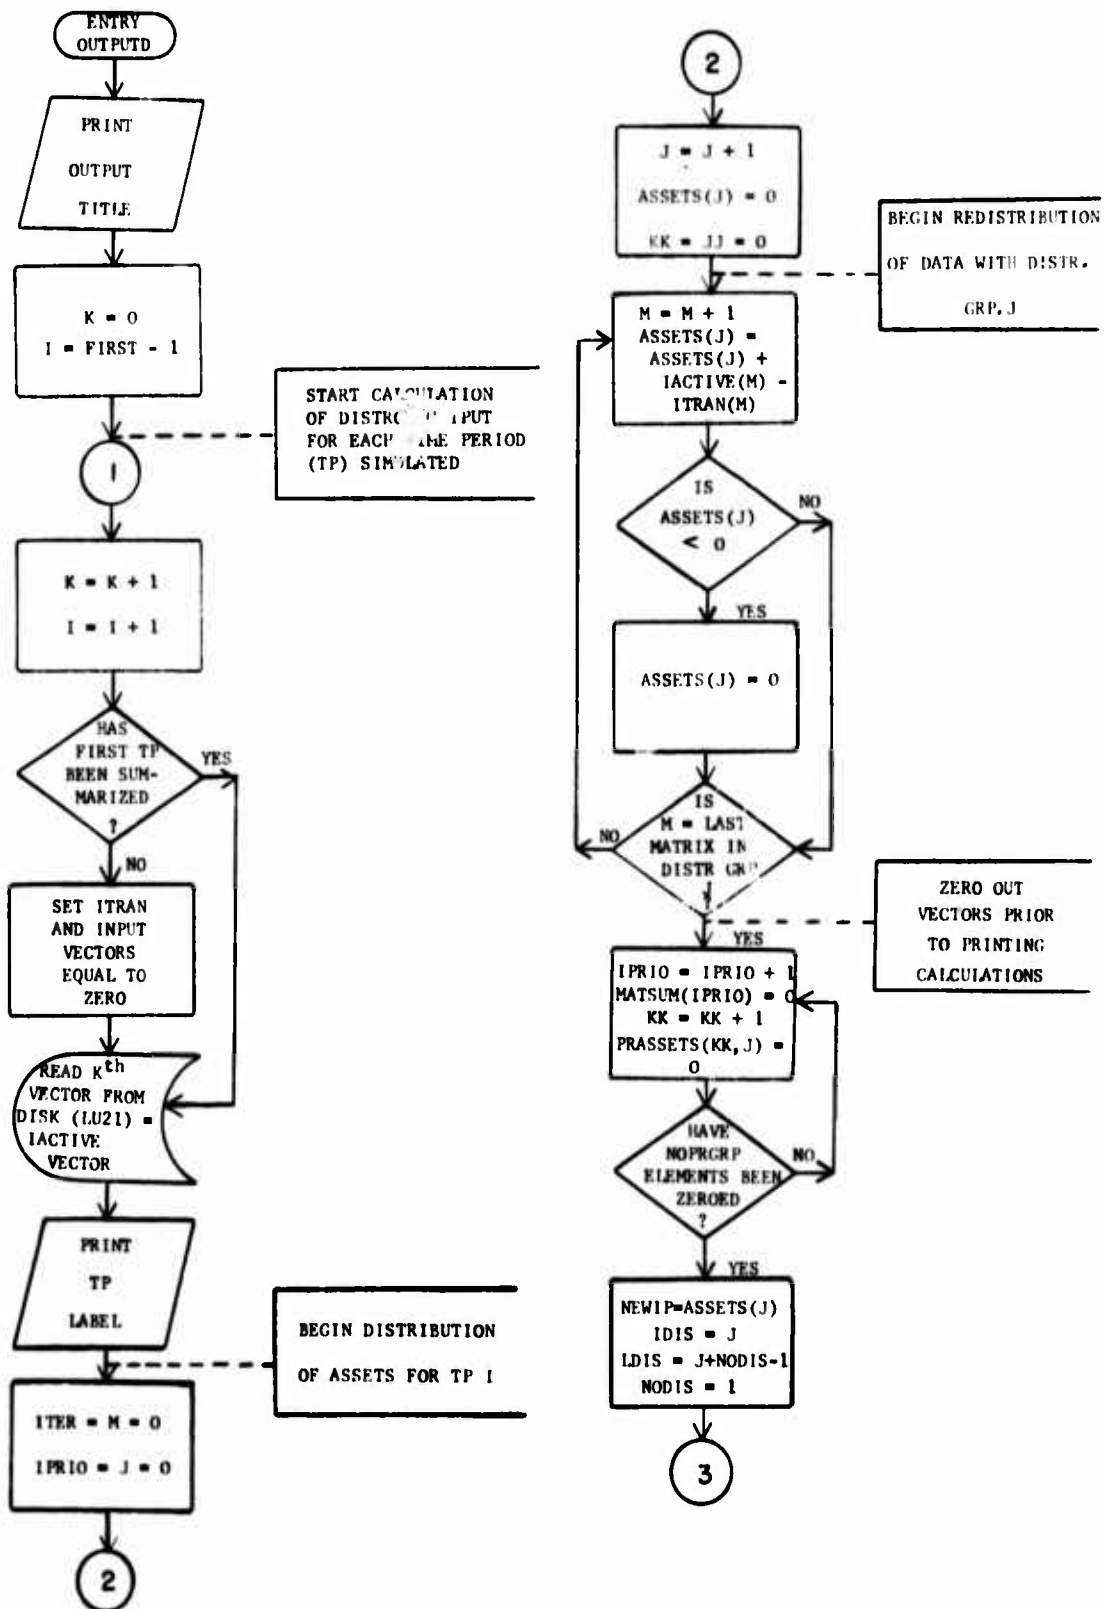 ENTRY
OUTPUTD
PRINT
OUTPUT
TITLE
K = 0
I = FIRST - 1
START CALCULATION
OF DISTR
FOR EACH TIME PERIOD
(TP) SIMULATED
1
K = K + 1
I = I + 1
HAS
FIRST TP
BEEN SUM-
MARIZED
?
YES
NO
SET ITRAN
AND INPUT
VECTORS
EQUAL TO
ZERO
READ Kth
VECTOR FROM
DISK (LU21) =
IACTIVE
VECTOR
PRINT
TP
LABEL
BEGIN DISTRIBUTION
OF ASSETS FOR TP I
ITER = M = 0
IPRIO = J = 0
2
2
J = J + 1
ASSETS(J) = 0
KK = JJ = 0
BEGIN REDISTRIBUTION
OF DATA WITH DISTR.
GRP.J
M = M + 1
ASSETS(J) =
ASSETS(J) +
IACTIVE(M) -
ITRAN(M)
IS
ASSETS(J)
< 0
NO
YES
ASSETS(J) = 0
IS
M = LAST
MATRIX IN
DISTR GRP
?
NO
YES
ZERO OUT
VECTORS PRIOR
TO PRINTING
CALCULATIONS
IPRIO = IPRIO + 1
MATSUM(IPRIO) = 0
KK = KK + 1
PRASSETS(KK,J) =
0
HAVE
NOPRGRP
ELEMENTS BEEN
ZEROED
?
NO
YES
NEWIP=ASSETS(J)
IDIS = J
LDIS = J+NODIS-1
NODIS = 1
3